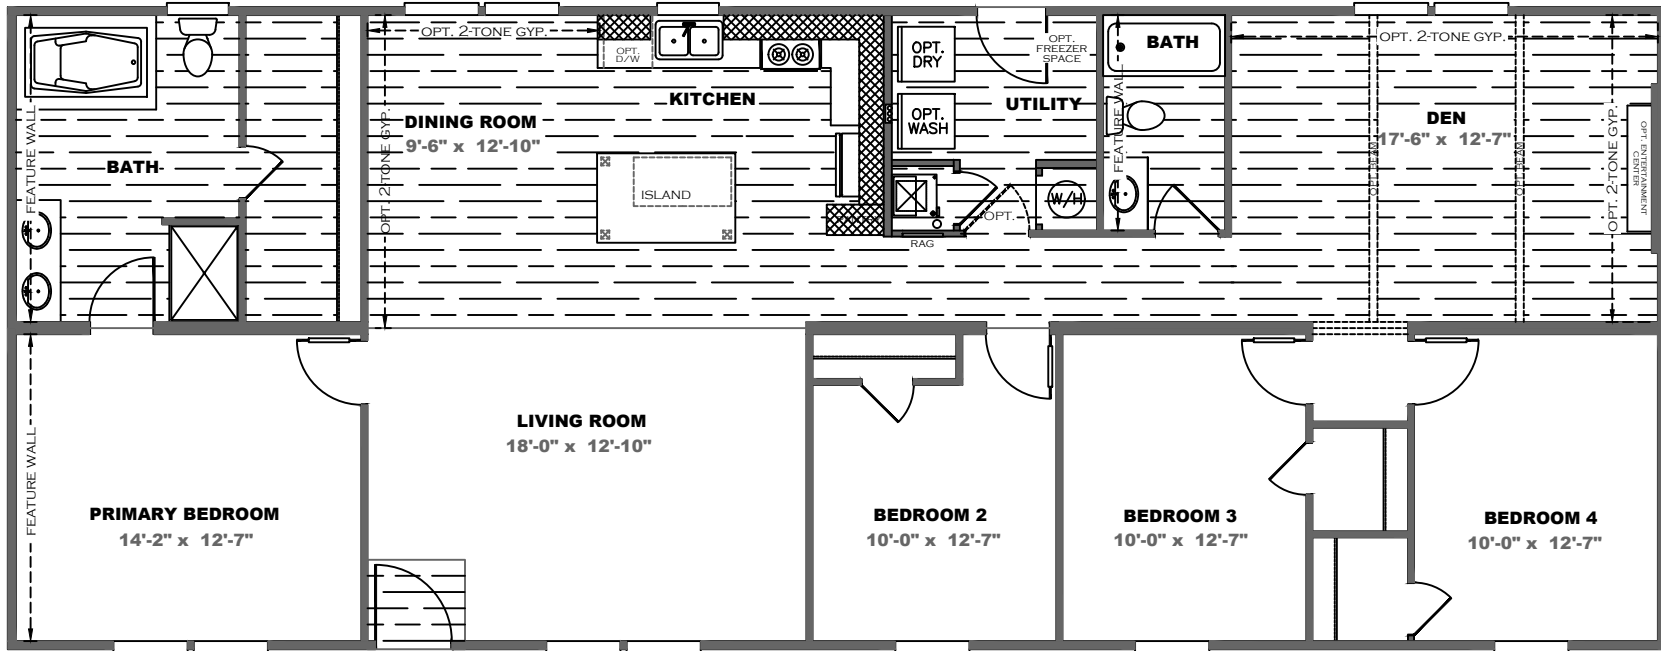 OPT. 2-TONE GYP.
OPT. 2-TONE GYP.
OPT.
D/W
KITCHEN
DINING ROOM
9'-6" x 12'-10"
ISLAND
FEATURE WALL
BATH
OPT.
DRY
OPT.
WASH
OPT.
FREEZER
SPACE
UTILITY
W/H
OPT.
RAG
BATH
FEATURE WALL
OPT. 2-TONE GYP.
DEN
17'-6" x 12'-7"
OPT. 2-TONE GYP.
OPT. ENTERTAINMENT
CENTER
FEATURE WALL
PRIMARY BEDROOM
14'-2" x 12'-7"
LIVING ROOM
18'-0" x 12'-10"
BEDROOM 2
10'-0" x 12'-7"
BEDROOM 3
10'-0" x 12'-7"
BEDROOM 4
10'-0" x 12'-7"